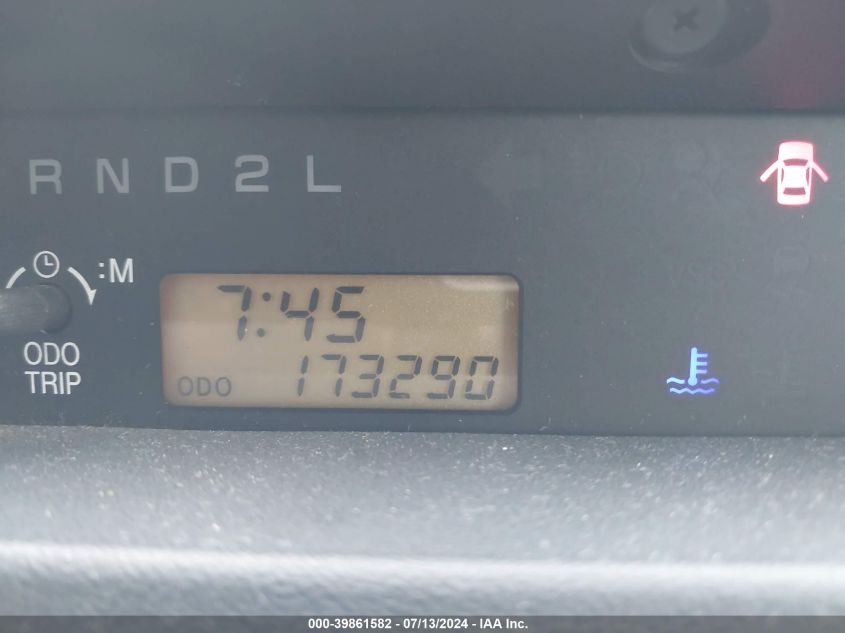 R N D 2 L
:M
7:45
ODO
TRIP
ODO 173290
000-39861582 - 07/13/2024 - IAA Inc.